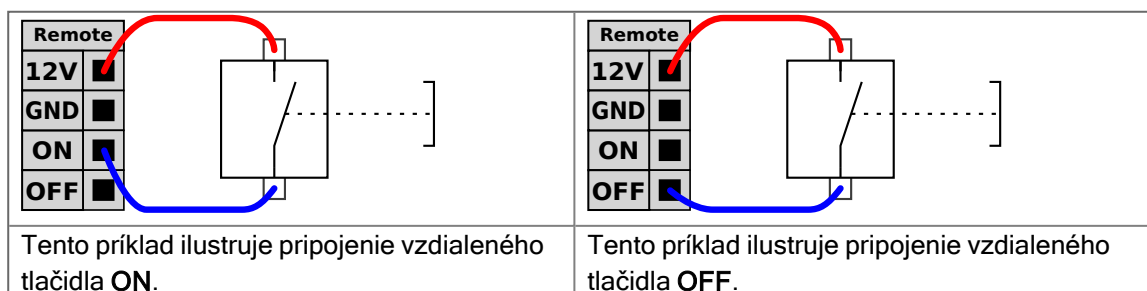 Remote
12V
GND
ON
OFF
Tento príklad ilustruje pripojenie vzdialeného
tlačidla ON.
Remote
12V
GND
ON
OFF
Tento príklad ilustruje pripojenie vzdialeného
tlačidla OFF.